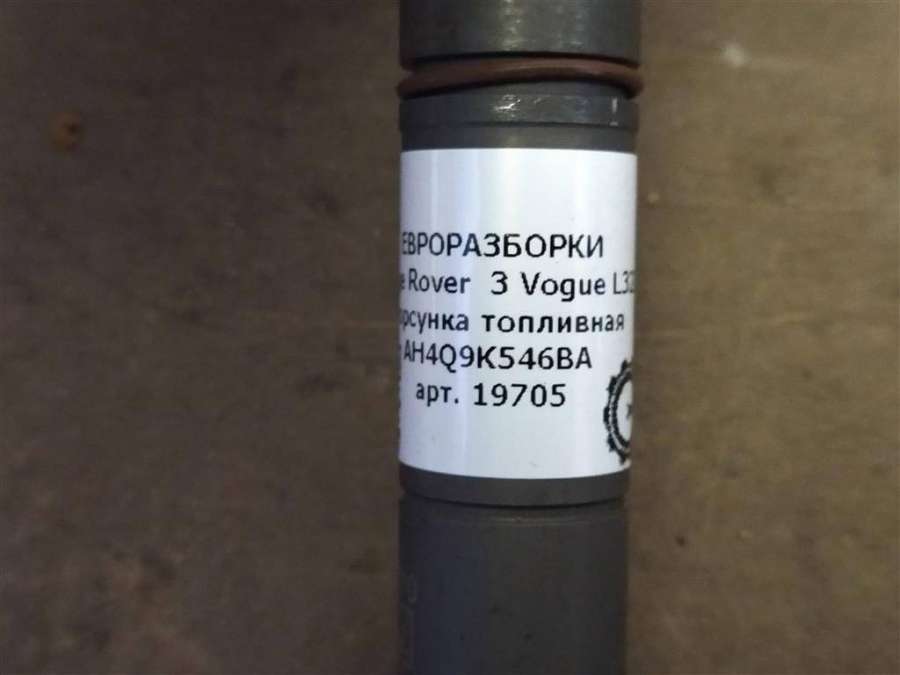 ЕВРОРАЗБОРКИ
Rover 3 Vogue
топливная
AH4Q9K546BA
арт. 19705